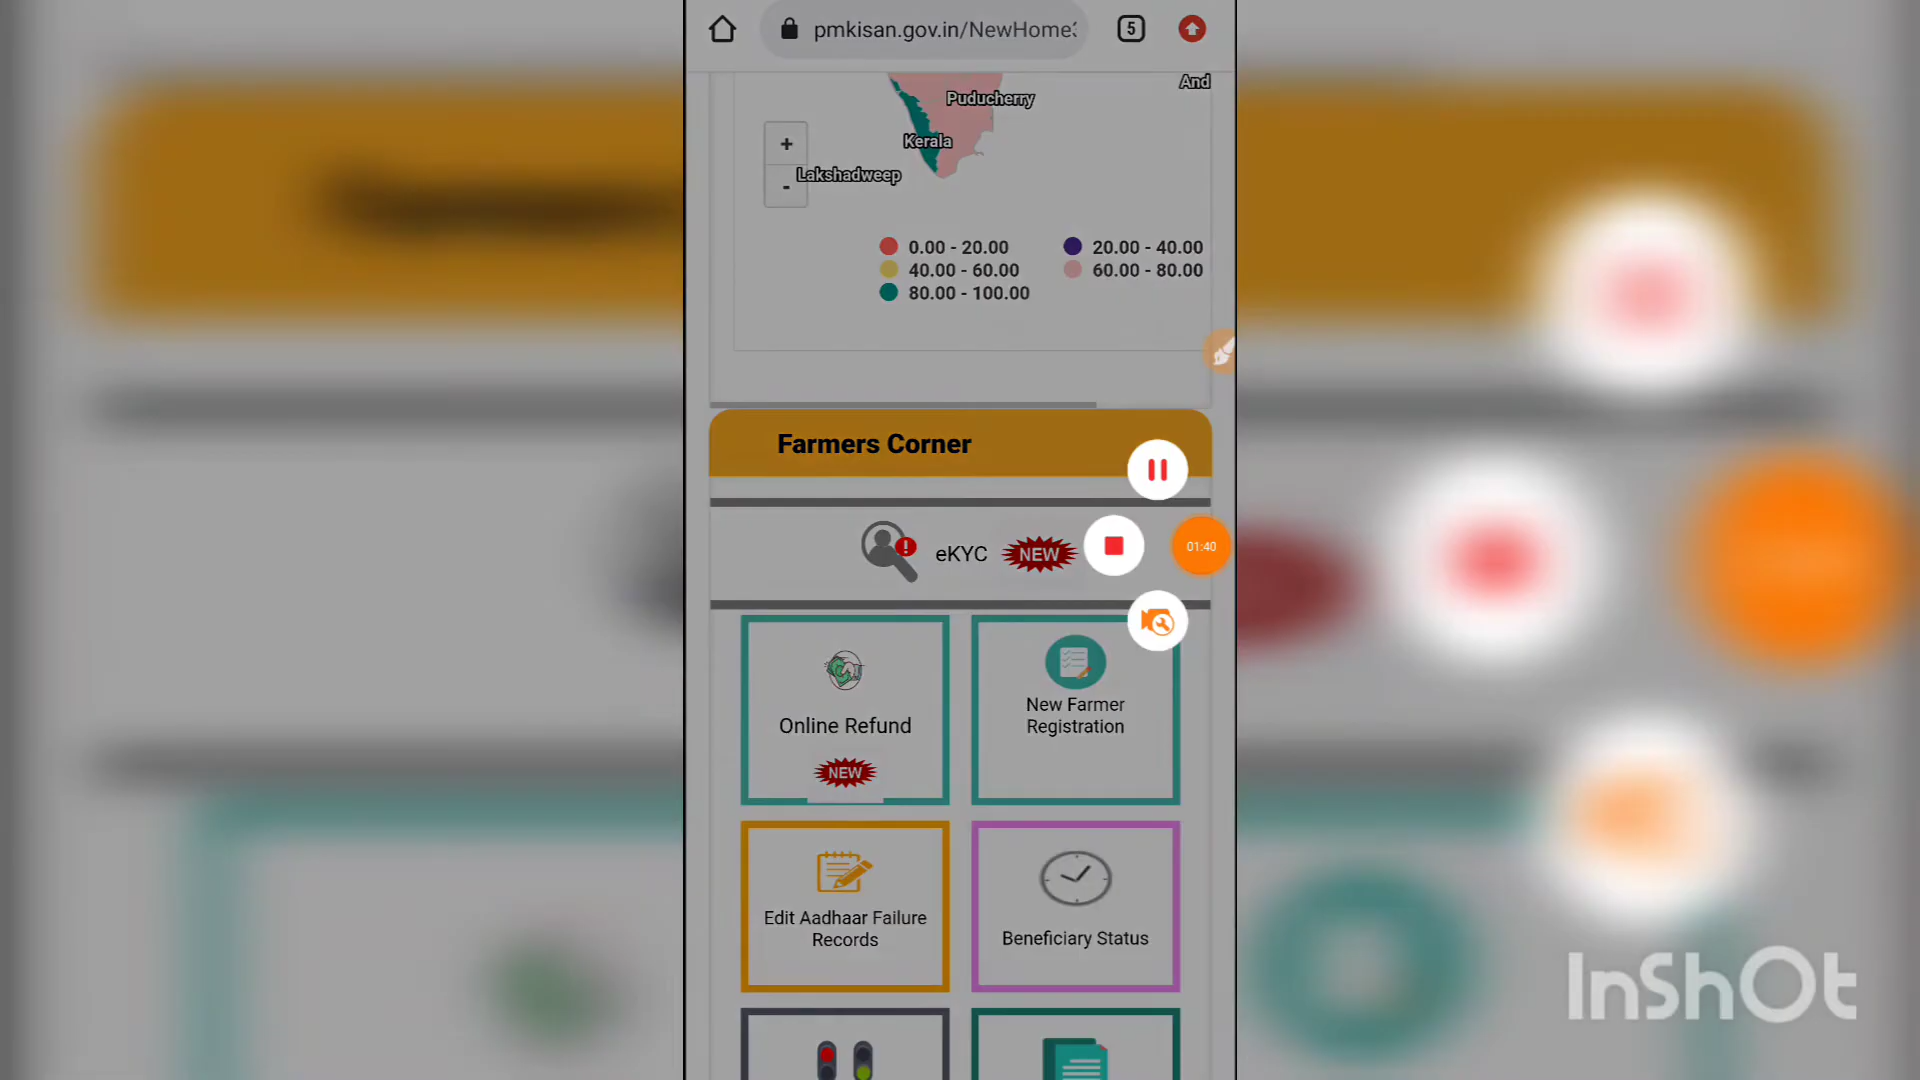 pmkisan.gov.in/NewHome3
5
And
Puducherry
Kerala
Lakshadweep
+
-
0.00 - 20.00
20.00 - 40.00
40.00 - 60.00
60.00 - 80.00
80.00 - 100.00
Farmers Corner
eKYC
NEW
01:40
Online Refund
NEW
New Farmer
Registration
Edit Aadhaar Failure
Records
Beneficiary Status
InShOt